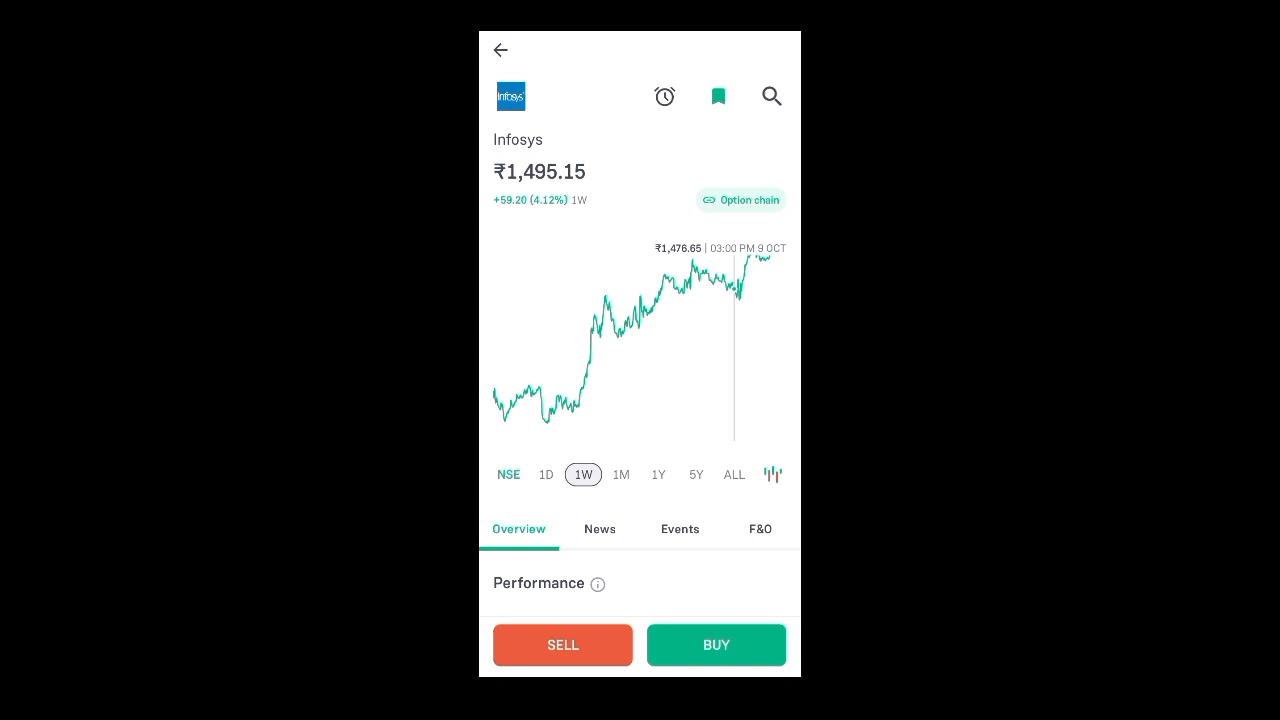 Infosys
Infosys
₹1,495.15
+59.20 (4.12%) 1W
Option chain
₹1,476.65 | 03:00 PM 9 OCT
NSE 1D 1W 1M 1Y 5Y ALL
Overview News Events F&O
Performance
SELL BUY